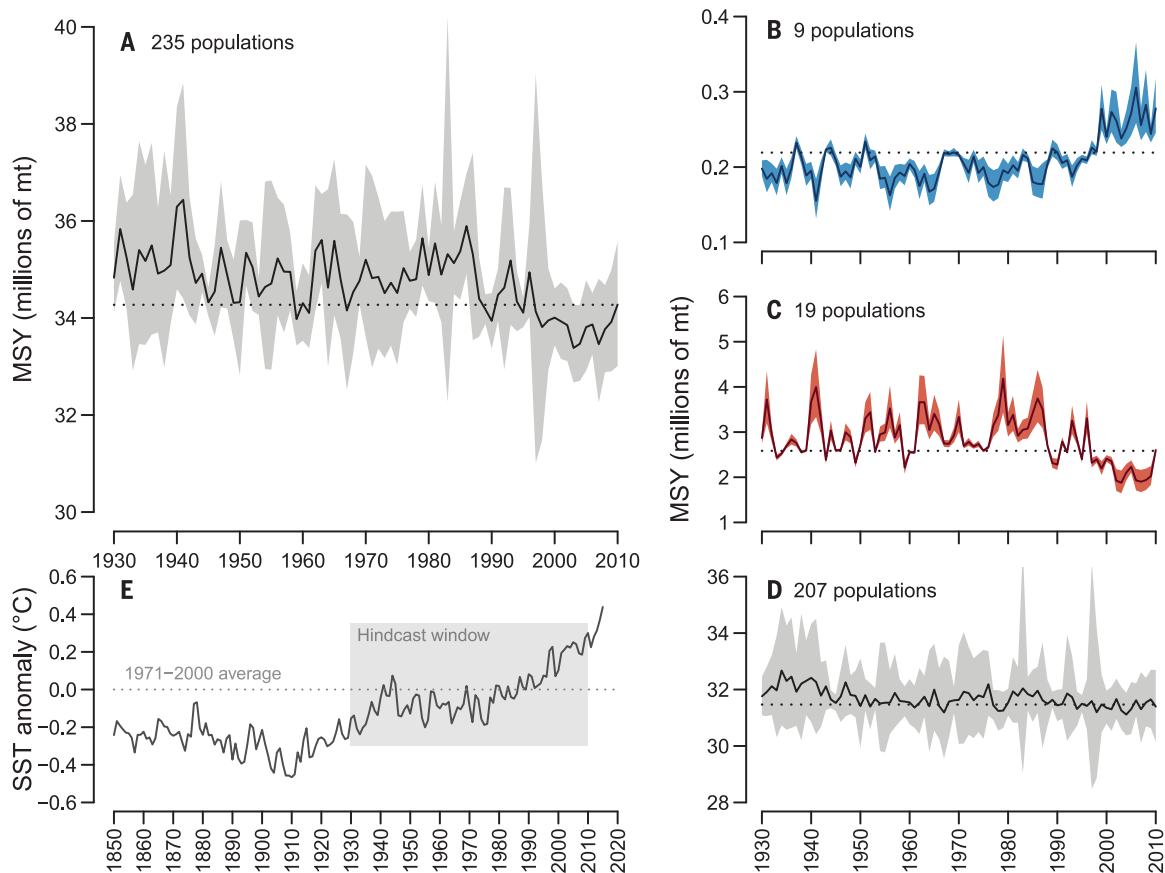 A 235 populations
MSY (millions of mt)
40
38
36
34
32
30
1930 1940 1950 1960 1970 1980 1990 2000 2010
B 9 populations
0.4
0.3
0.2
0.1
C 19 populations
MSY (millions of mt)
6
5
4
3
2
1
D 207 populations
36
34
32
30
28
1930 1940 1950 1960 1970 1980 1990 2000 2010
E
SST anomaly (°C)
0.6
0.4
0.2
0.0
−0.2
−0.4
−0.6
Hindcast window
1971−2000 average
1850 1860 1870 1880 1890 1900 1910 1920 1930 1940 1950 1960 1970 1980 1990 2000 2010 2020